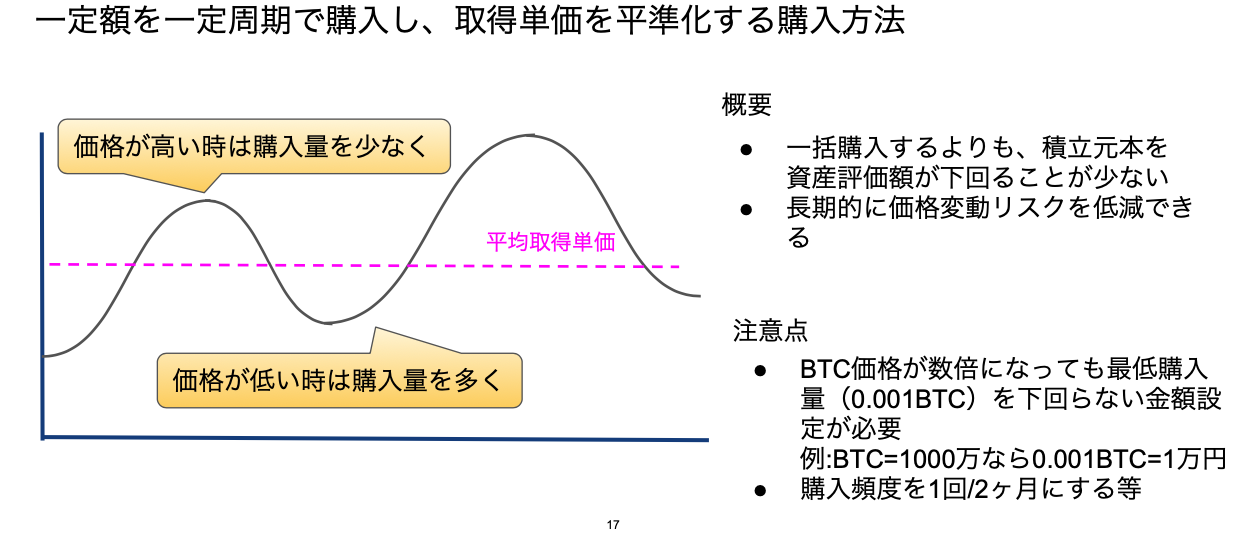 一定額を一定周期で購入し、取得単価を平準化する購入方法
価格が高い時は購入量を少なく
平均取得単価
価格が低い時は購入量を多く
概要
● 一括購入するよりも、積立元本を
資産評価額が下回ることが少ない
● 長期的に価格変動リスクを低減でき
る
注意点
● BTC価格が数倍になっても最低購入
量（0.001BTC）を下回らない金額設
定が必要
例:BTC=1000万なら0.001BTC=1万円
● 購入頻度を1回/2ヶ月にする等
17